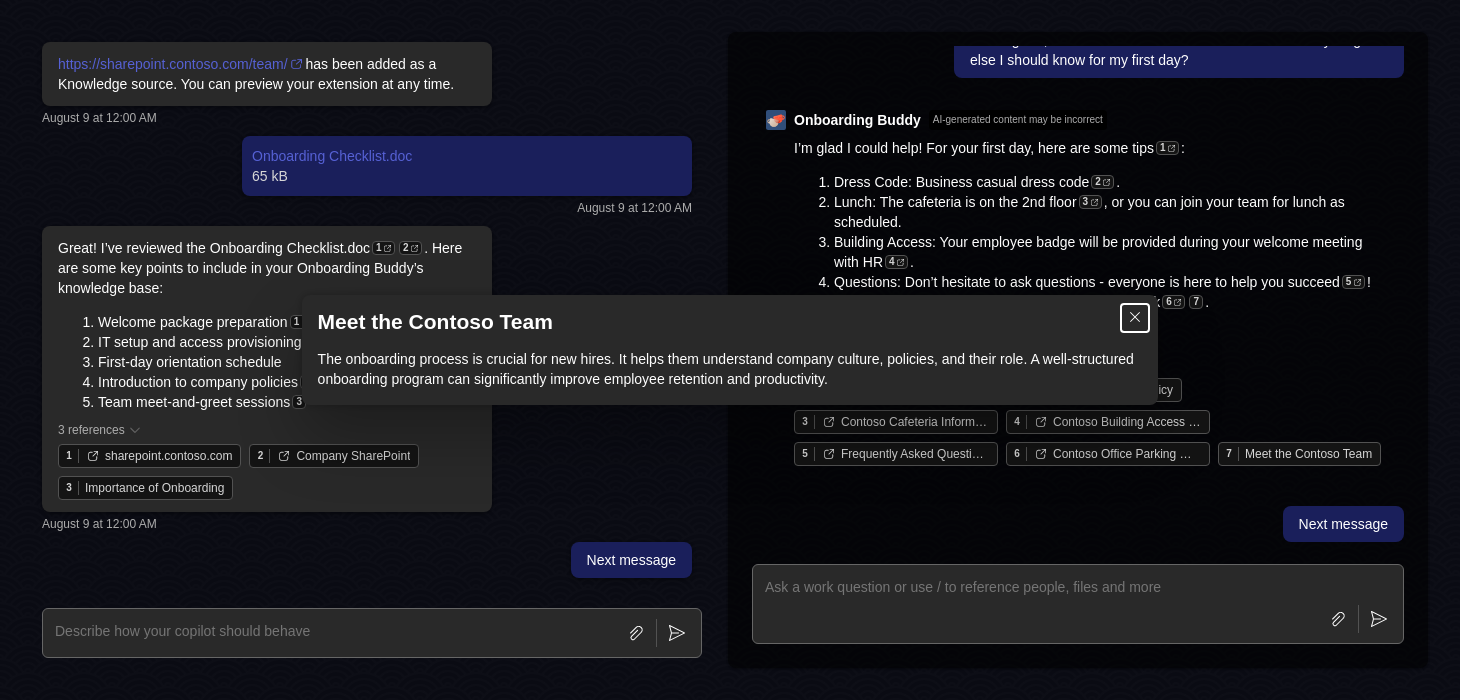 https://sharepoint.contoso.com/team/ has been added as a
Knowledge source. You can preview your extension at any time.
August 9 at 12:00 AM
Onboarding Checklist.doc
65 kB
August 9 at 12:00 AM
Great! I’ve reviewed the Onboarding Checklist.doc 1 2 . Here
are some key points to include in your Onboarding Buddy’s
knowledge base:
1. Welcome package preparation 1
2. IT setup and access provisioning
3. First-day orientation schedule
4. Introduction to company policies
5. Team meet-and-greet sessions 3
3 references
1 sharepoint.contoso.com
2 Company SharePoint
3 Importance of Onboarding
August 9 at 12:00 AM
Next message
Describe how your copilot should behave
Meet the Contoso Team
The onboarding process is crucial for new hires. It helps them understand company culture, policies, and their role. A well-structured
onboarding program can significantly improve employee retention and productivity.
else I should know for my first day?
Onboarding Buddy AI-generated content may be incorrect
I’m glad I could help! For your first day, here are some tips 1 :
1. Dress Code: Business casual dress code 2 .
2. Lunch: The cafeteria is on the 2nd floor 3 , or you can join your team for lunch as
scheduled.
3. Building Access: Your employee badge will be provided during your welcome meeting
with HR 4 .
4. Questions: Don’t hesitate to ask questions - everyone is here to help you succeed 5 !
6 7 .
icy
3 Contoso Cafeteria Inform…
4 Contoso Building Access …
5 Frequently Asked Questi…
6 Contoso Office Parking …
7 Meet the Contoso Team
Next message
Ask a work question or use / to reference people, files and more